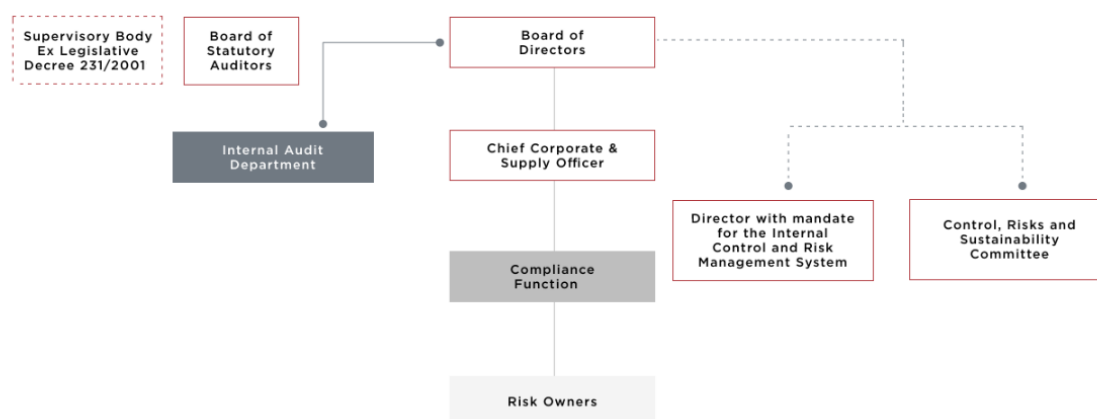 Supervisory Body
Ex Legislative
Decree 231/2001
Board of
Statutory
Auditors
Board of
Directors
Internal Audit
Department
Chief Corporate &
Supply Officer
Director with mandate
for the Internal
Control and Risk
Management System
Control, Risks and
Sustainability
Committee
Compliance
Function
Risk Owners